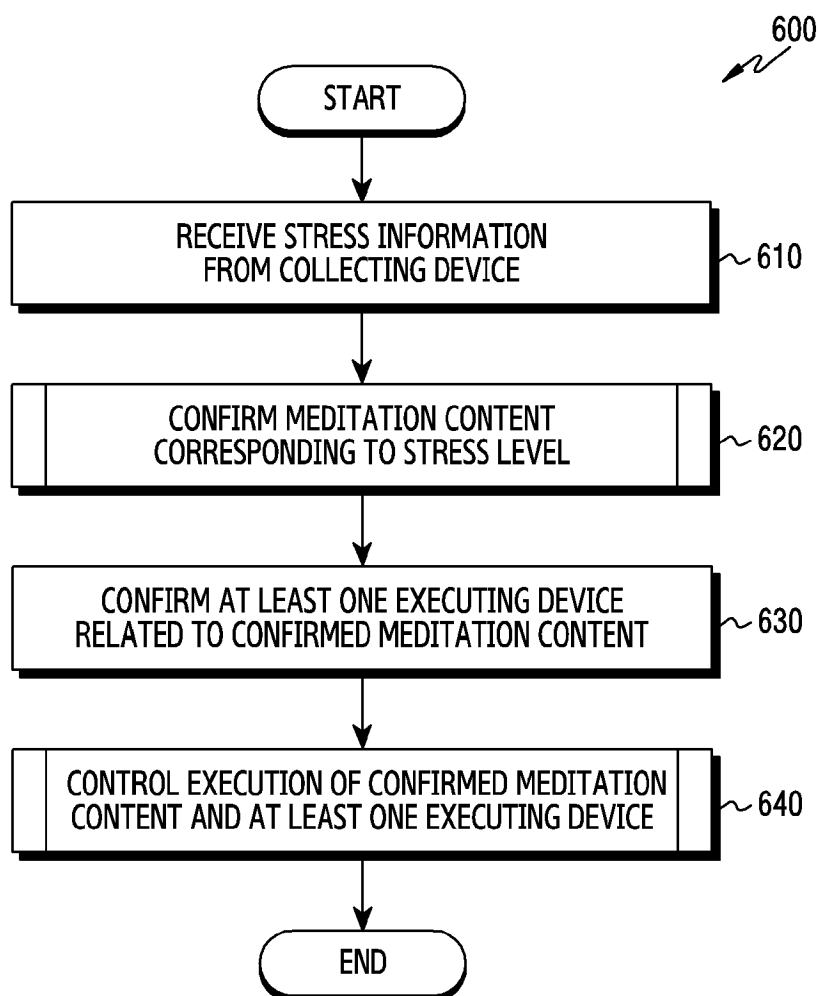 600
START
RECEIVE STRESS INFORMATION
FROM COLLECTING DEVICE
610
CONFIRM MEDITATION CONTENT
CORRESPONDING TO STRESS LEVEL
620
CONFIRM AT LEAST ONE EXECUTING DEVICE
RELATED TO CONFIRMED MEDITATION CONTENT
630
CONTROL EXECUTION OF CONFIRMED MEDITATION
CONTENT AND AT LEAST ONE EXECUTING DEVICE
640
END